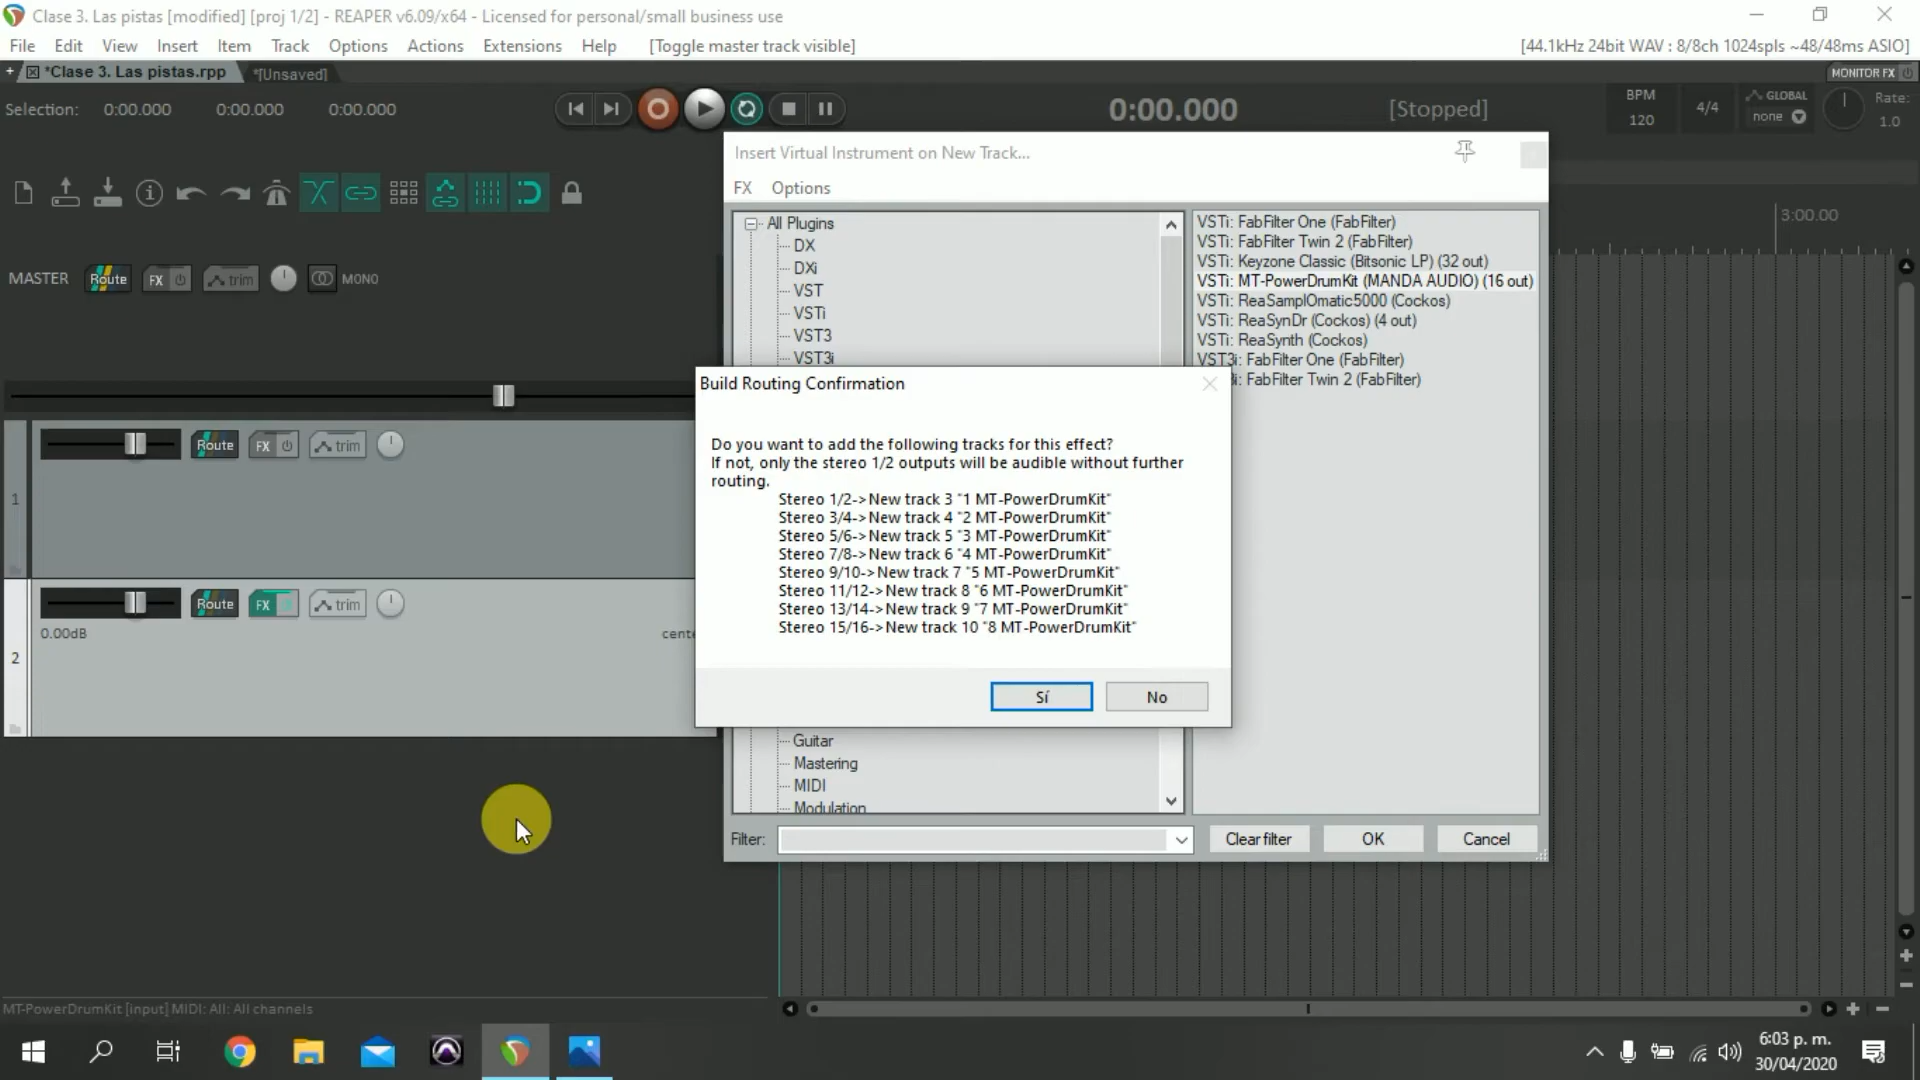 Clase 3. Las pistas [modified] [proj 1/2] - REAPER v6.09/x64 - Licensed for personal/small business use
File Edit View Insert Item Track Options Actions Extensions Help [Toggle master track visible] [44.1kHz 24bit WAV : 8/8ch 1024spls ~48/48ms ASIO]
*Clase 3. Las pistas.rpp *[Unsaved] MONITOR FX
Selection: 0:00.000 0:00.000 0:00.000 0:00.000 [Stopped]
BPM
120
4/4
GLOBAL
none
Rate:
1.0
Insert Virtual Instrument on New Track...
FX Options
3:00.00
MASTER Route FX trim MONO
All Plugins
DX
DXi
VST
VSTi
VST3
VST3i
VSTi: FabFilter One (FabFilter)
VSTi: FabFilter Twin 2 (FabFilter)
VSTi: Keyzone Classic (Bitsonic LP) (32 out)
VSTi: MT-PowerDrumKit (MANDA AUDIO) (16 out)
VSTi: ReaSamplOmatic5000 (Cockos)
VSTi: ReaSynDr (Cockos) (4 out)
VSTi: ReaSynth (Cockos)
VST3i: FabFilter One (FabFilter)
i: FabFilter Twin 2 (FabFilter)
Build Routing Confirmation
Do you want to add the following tracks for this effect?
If not, only the stereo 1/2 outputs will be audible without further
routing.
Stereo 1/2->New track 3 "1 MT-PowerDrumKit"
Stereo 3/4->New track 4 "2 MT-PowerDrumKit"
Stereo 5/6->New track 5 "3 MT-PowerDrumKit"
Stereo 7/8->New track 6 "4 MT-PowerDrumKit"
Stereo 9/10->New track 7 "5 MT-PowerDrumKit"
Stereo 11/12->New track 8 "6 MT-PowerDrumKit"
Stereo 13/14->New track 9 "7 MT-PowerDrumKit"
Stereo 15/16->New track 10 "8 MT-PowerDrumKit"
Sí No
Route FX trim
1
Route FX trim
0.00dB cente
2
Guitar
Mastering
MIDI
Modulation
Filter: Clear filter OK Cancel
MT-PowerDrumKit [input] MIDI: All: All channels
6:03 p. m.
30/04/2020